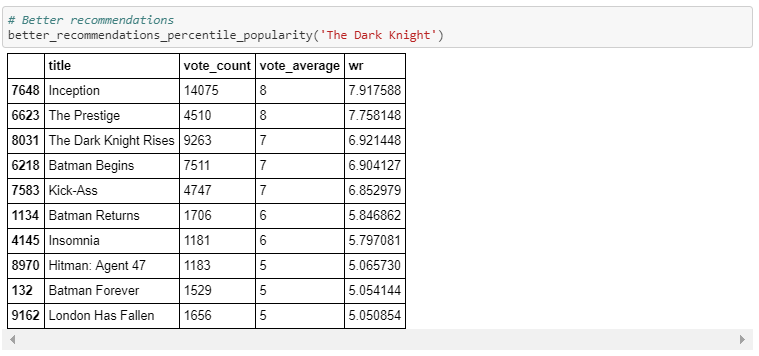 # Better recommendations
better_recommendations_percentile_popularity('The Dark Knight')
title vote_count vote_average wr
7648 Inception 14075 8 7.917588
6623 The Prestige 4510 8 7.758148
8031 The Dark Knight Rises 9263 7 6.921448
6218 Batman Begins 7511 7 6.904127
7583 Kick-Ass 4747 7 6.852979
1134 Batman Returns 1706 6 5.846862
4145 Insomnia 1181 6 5.797081
8970 Hitman: Agent 47 1183 5 5.065730
132 Batman Forever 1529 5 5.054144
9162 London Has Fallen 1656 5 5.050854